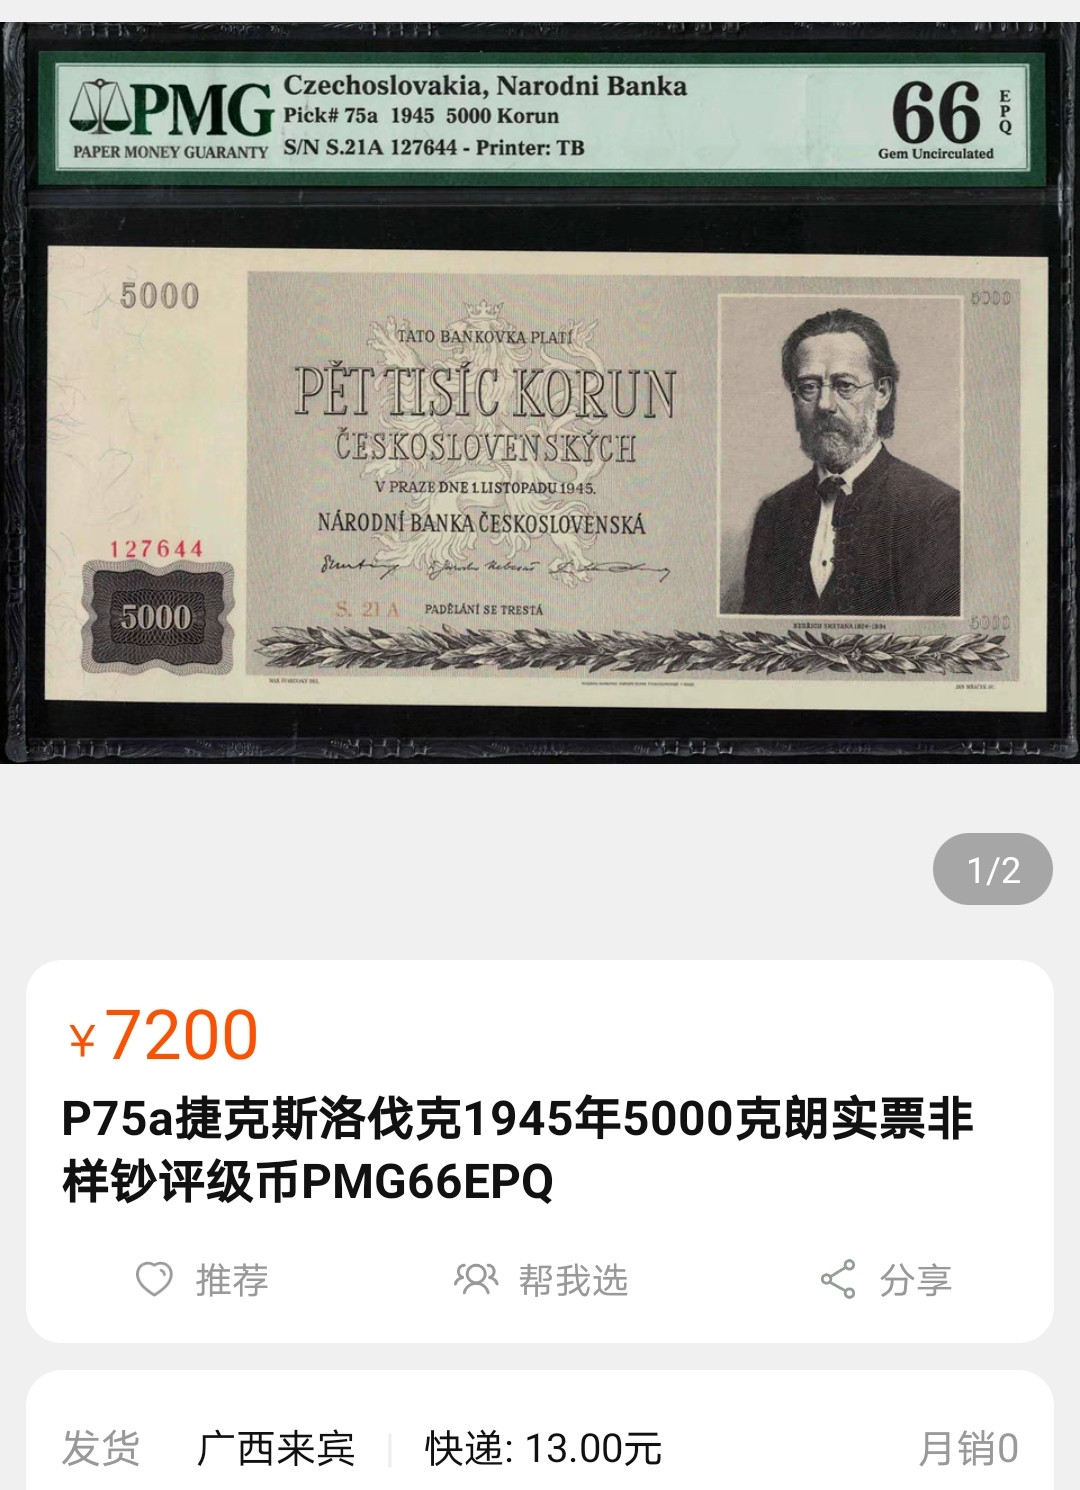 PMG
PAPER MONEY GUARANTY
Czechoslovakia, Narodni Banka
Pick# 75a 1945 5000 Korun
S/N S.21A 127644 - Printer: TB
66
EPQ
Gem Uncirculated
5000
5000
TATO BANKOVKA PLATÍ
PĚT TISÍC KORUN
ČESKOSLOVENSKÝCH
V PRAZE DNE 1. LISTOPADU 1945.
NÁRODNÍ BANKA ČESKOSLOVENSKÁ
127644
5000
S. 21 A
PADĚLÁNÍ SE TRESTÁ
5000
BEDŘICH SMETANA 1824-1884
1/2
¥7200
P75a捷克斯洛伐克1945年5000克朗实票非
样钞评级币PMG66EPQ
推荐
帮我选
分享
发货
广西来宾
快递: 13.00元
月销0